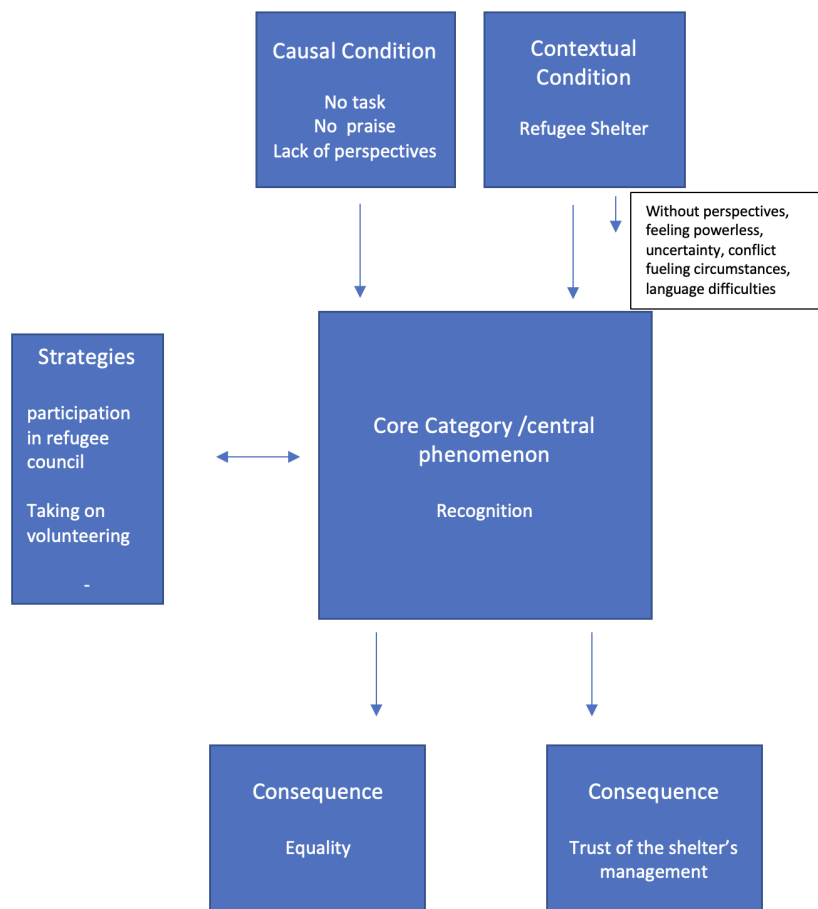 Causal Condition
No task
No praise
Lack of perspectives
Contextual
Condition
Refugee Shelter
Without perspectives,
feeling powerless,
uncertainty, conflict
fueling circumstances,
language difficulties
Strategies
participation
in refugee
council
Taking on
volunteering
-
Core Category /central
phenomenon
Recognition
Consequence
Equality
Consequence
Trust of the shelter’s
management